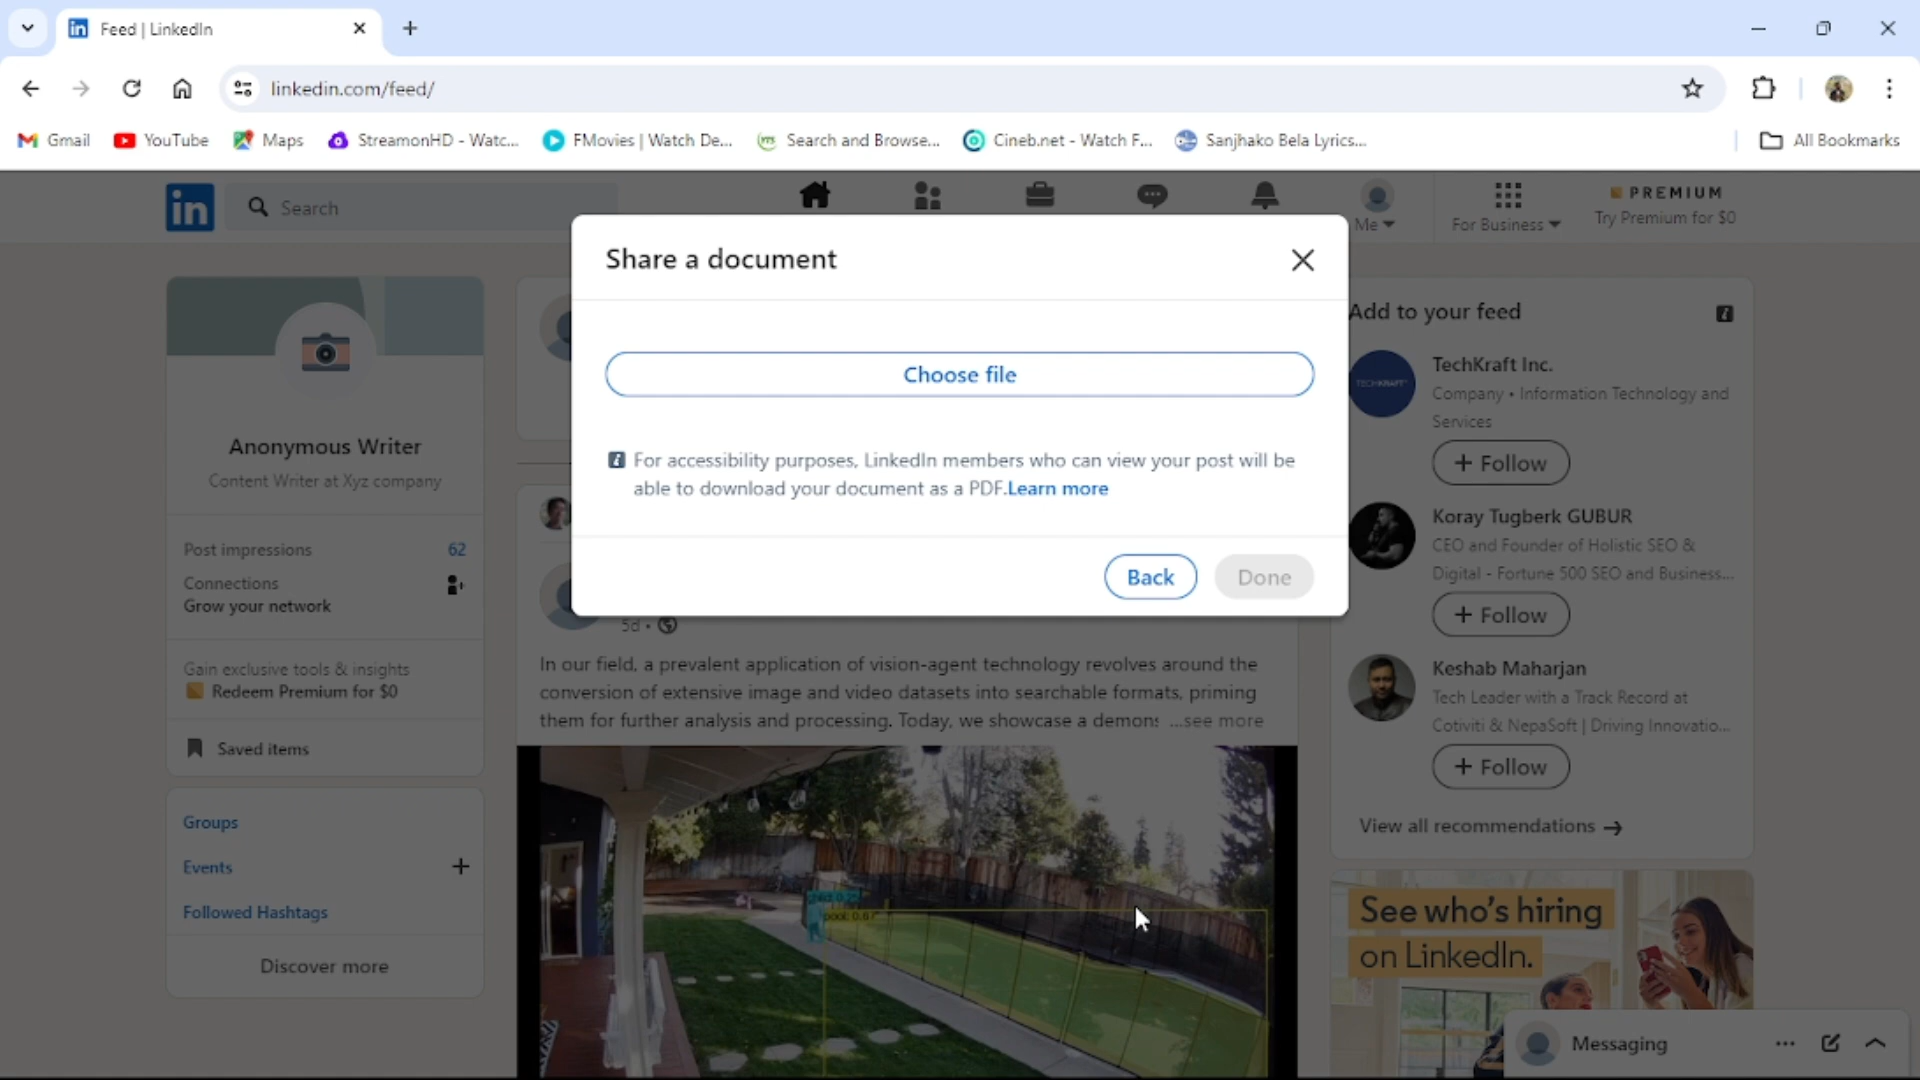 Feed | LinkedIn
linkedin.com/feed/
Gmail
YouTube
Maps
StreamonHD - Watc...
FMovies | Watch De...
Search and Browse...
Cineb.net - Watch F...
Sanjhako Bela Lyrics...
All Bookmarks
in
Search
Me
For Business
PREMIUM
Try Premium for $0
Share a document
Choose file
For accessibility purposes, LinkedIn members who can view your post will be
able to download your document as a PDF.Learn more
Back
Done
Anonymous Writer
Content Writer at Xyz company
Post impressions
62
Connections
Grow your network
Gain exclusive tools & insights
Redeem Premium for $0
Saved items
Groups
Events
Followed Hashtags
Discover more
5d •
In our field, a prevalent application of vision-agent technology revolves around the
conversion of extensive image and video datasets into searchable formats, priming
them for further analysis and processing. Today, we showcase a demons ...see more
pool: 0.67
Add to your feed
TECHKRAFT
TechKraft Inc.
Company • Information Technology and
Services
+ Follow
Koray Tugberk GUBUR
CEO and Founder of Holistic SEO &
Digital - Fortune 500 SEO and Business...
+ Follow
Keshab Maharjan
Tech Leader with a Track Record at
Cotiviti & NepaSoft | Driving Innovatio...
+ Follow
View all recommendations →
See who's hiring
on LinkedIn.
Messaging